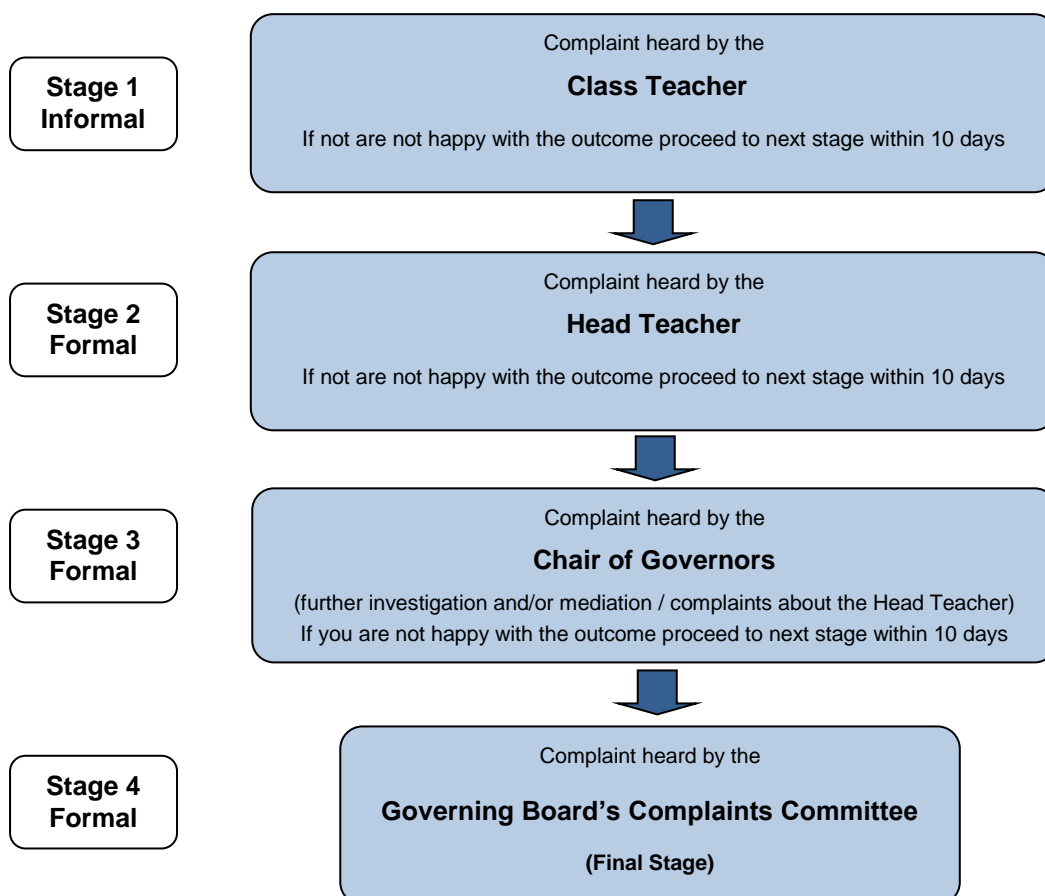 Stage 1
Informal
Complaint heard by the
Class Teacher
If not are not happy with the outcome proceed to next stage within 10 days
Stage 2
Formal
Complaint heard by the
Head Teacher
If not are not happy with the outcome proceed to next stage within 10 days
Stage 3
Formal
Complaint heard by the
Chair of Governors
(further investigation and/or mediation / complaints about the Head Teacher)
If you are not happy with the outcome proceed to next stage within 10 days
Stage 4
Formal
Complaint heard by the
Governing Board’s Complaints Committee
(Final Stage)